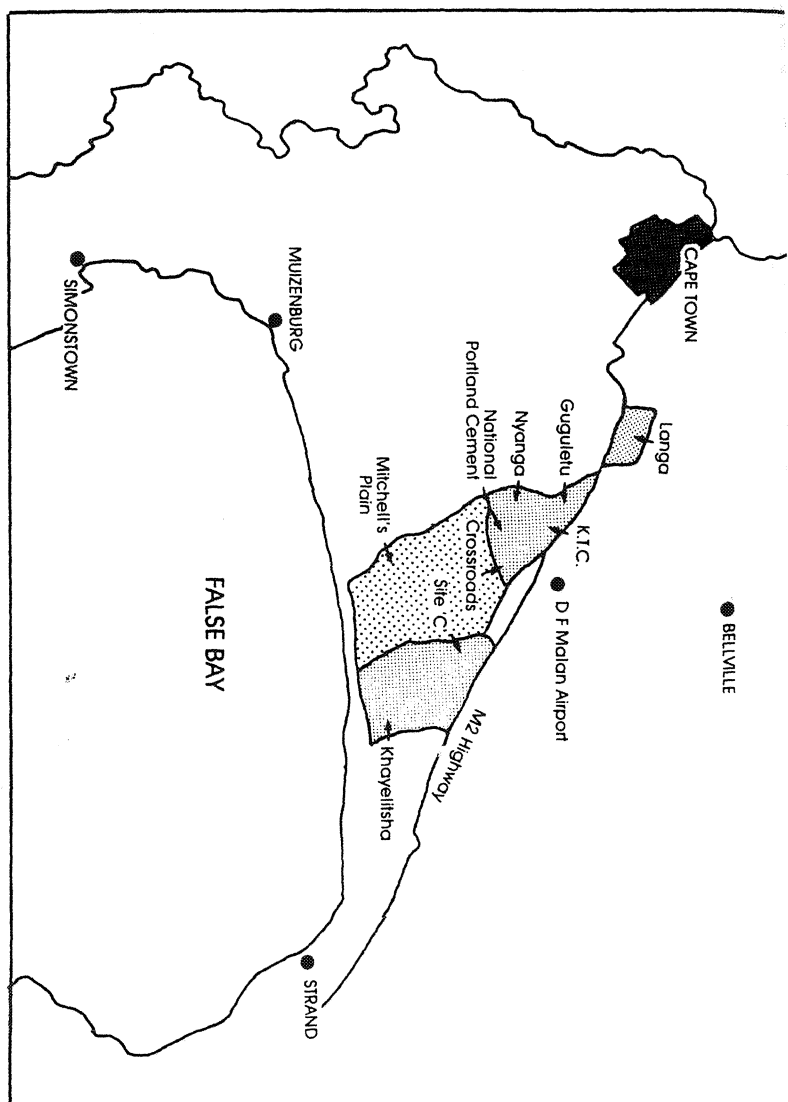 CAPE TOWN
BELLVILLE
Langa
D F Malan Airport
K.T.C.
Guguletu
Nyanga
National
Portland Cement
Crossroads
Site 'C'
M2 Highway
Mitchell's
Plain
Khayelitsha
MUIZENBURG
STRAND
FALSE BAY
SIMONSTOWN